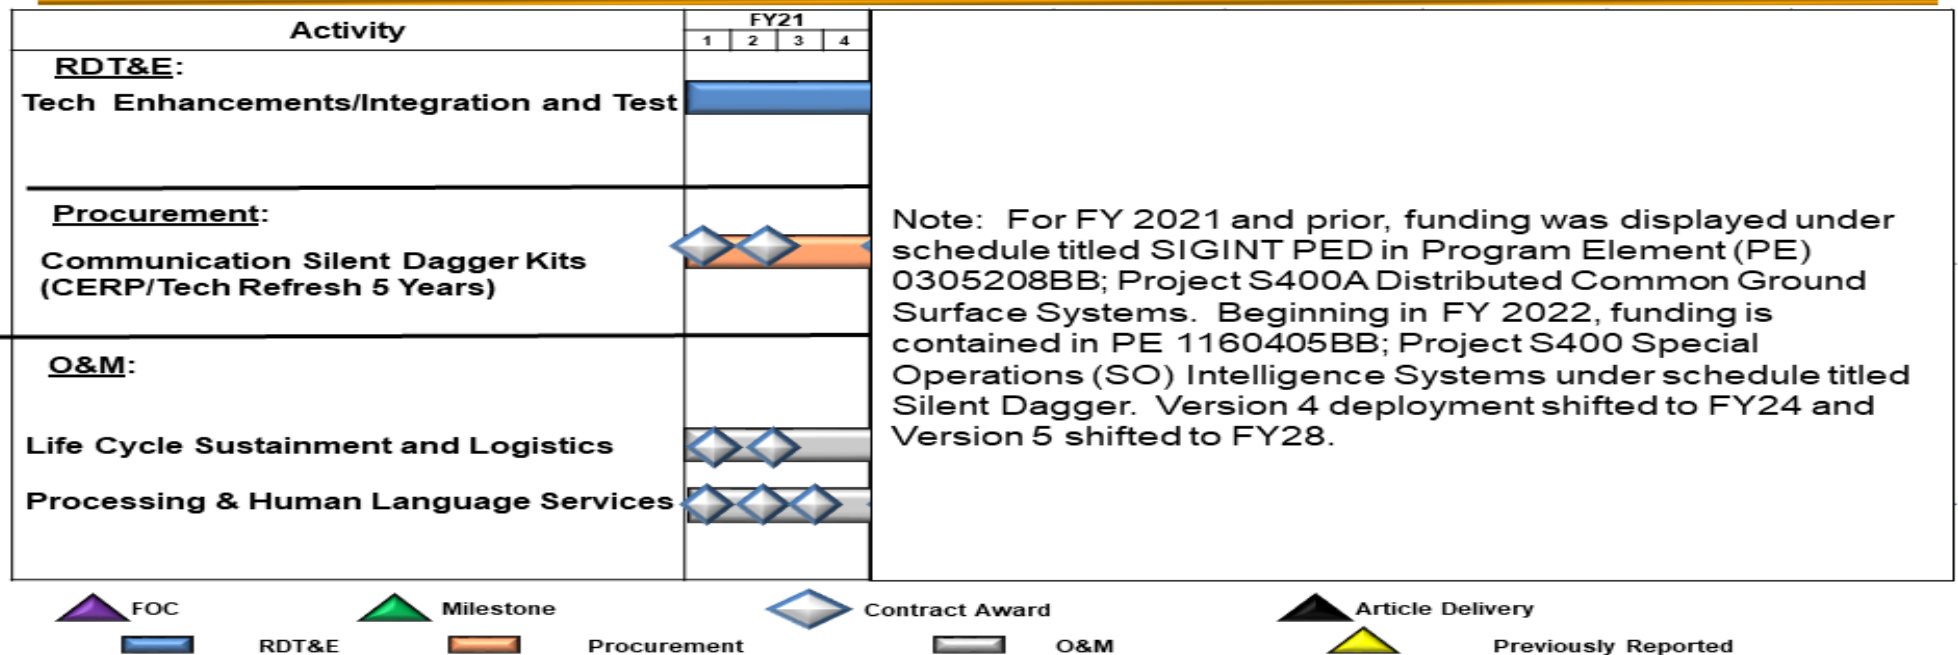 Activity
FY21
1 2 3 4
RDT&E:
Tech Enhancements/Integration and Test
Procurement:
Communication Silent Dagger Kits
(CERP/Tech Refresh 5 Years)
O&M:
Life Cycle Sustainment and Logistics
Processing & Human Language Services
Note: For FY 2021 and prior, funding was displayed under
schedule titled SIGINT PED in Program Element (PE)
0305208BB; Project S400A Distributed Common Ground
Surface Systems. Beginning in FY 2022, funding is
contained in PE 1160405BB; Project S400 Special
Operations (SO) Intelligence Systems under schedule titled
Silent Dagger. Version 4 deployment shifted to FY24 and
Version 5 shifted to FY28.
FOC Milestone Contract Award Article Delivery
RDT&E Procurement O&M Previously Reported